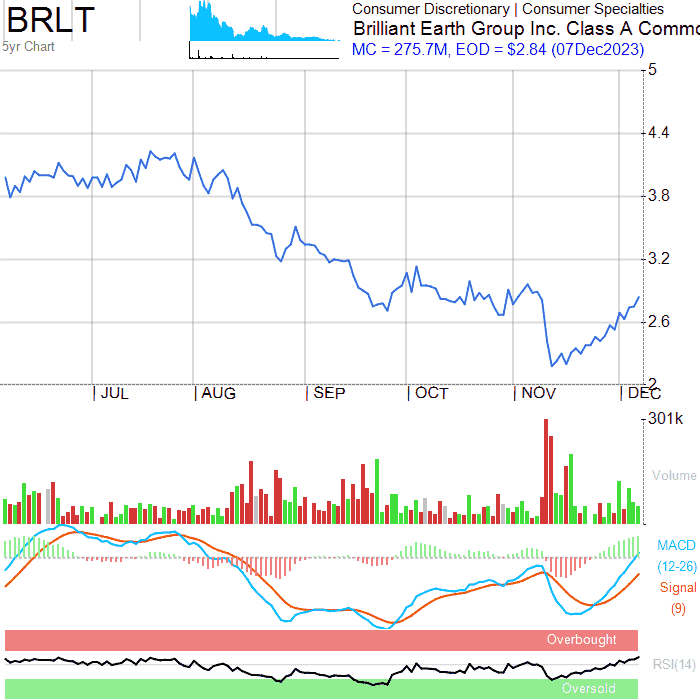 BRLT
5yr Chart
Consumer Discretionary | Consumer Specialties
Brilliant Earth Group Inc. Class A Commo
MC = 275.7M, EOD = $2.84 (07Dec2023)
5
4.4
3.8
3.2
2.6
2
JUL AUG SEP OCT NOV DEC
301k
Volume
MACD
(12-26)
Signal
(9)
Overbought
RSI(14)
Oversold